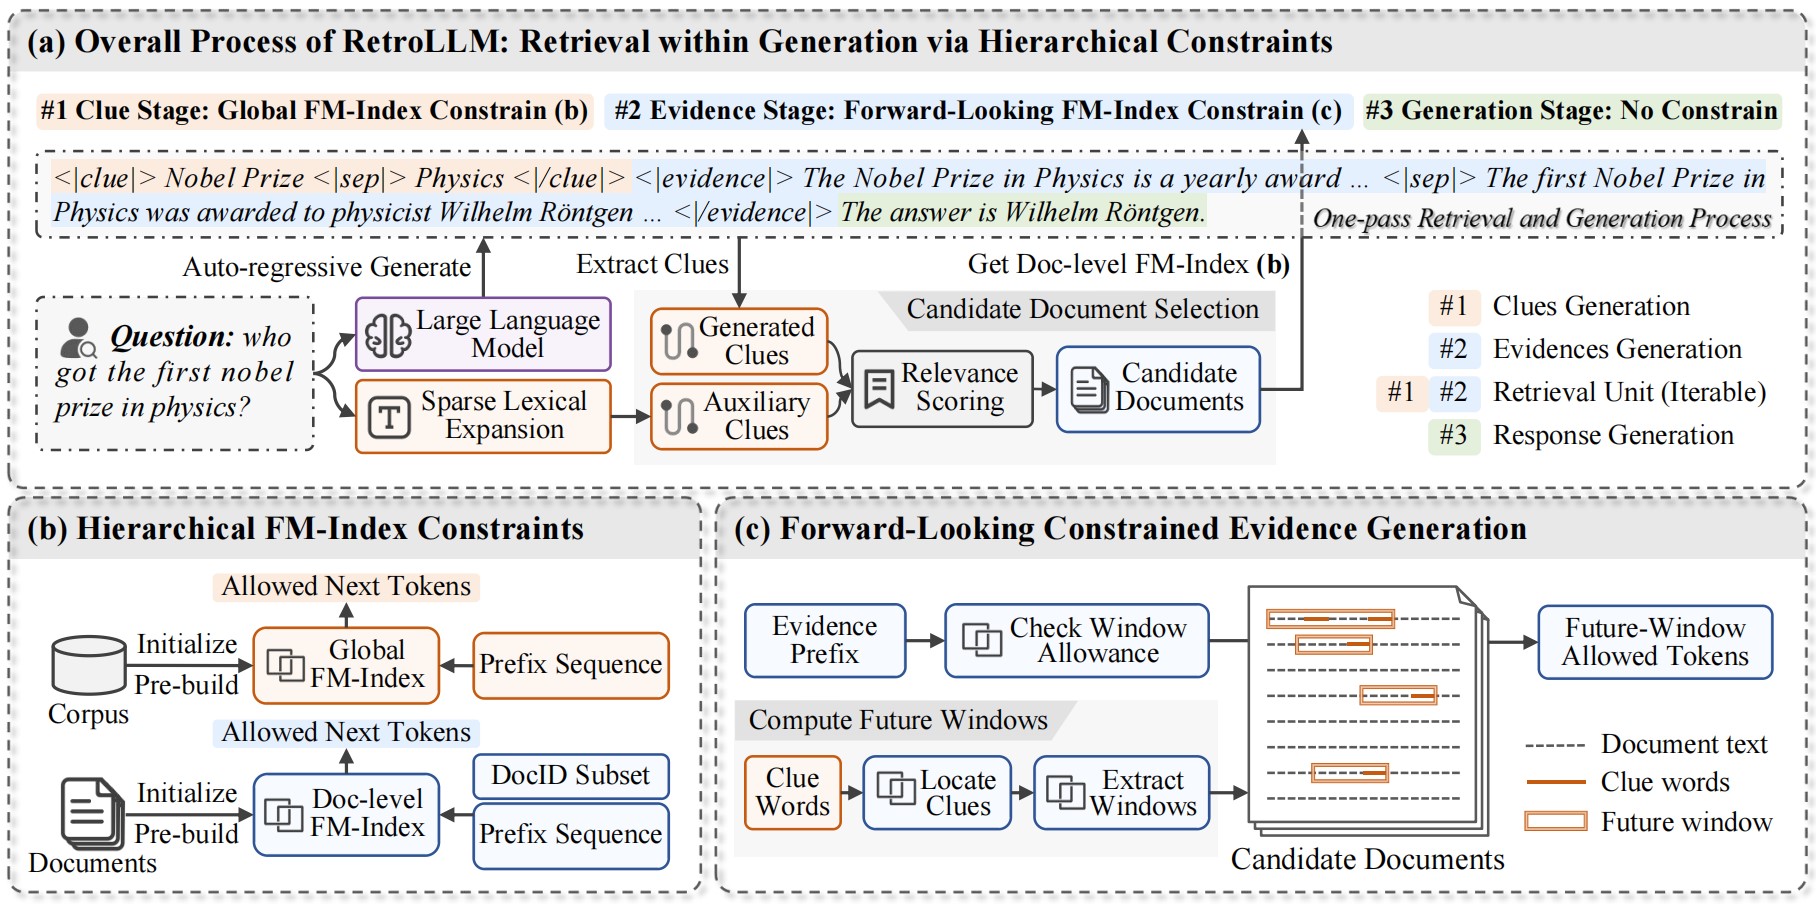 (a) Overall Process of RetroLLM: Retrieval within Generation via Hierarchical Constraints
#1 Clue Stage: Global FM-Index Constrain (b)
#2 Evidence Stage: Forward-Looking FM-Index Constrain (c)
#3 Generation Stage: No Constrain
<|clue|> Nobel Prize <|sep|> Physics <|/clue|> <|evidence|> The Nobel Prize in Physics is a yearly award ... <|sep|> The first Nobel Prize in
Physics was awarded to physicist Wilhelm Röntgen ... <|/evidence|> The answer is Wilhelm Röntgen.
One-pass Retrieval and Generation Process
Auto-regressive Generate
Extract Clues
Get Doc-level FM-Index (b)
Question: who
got the first nobel
prize in physics?
Large Language
Model
Sparse Lexical
Expansion
Candidate Document Selection
Generated
Clues
Auxiliary
Clues
Relevance
Scoring
Candidate
Documents
#1 Clues Generation
#2 Evidences Generation
#1 #2 Retrieval Unit (Iterable)
#3 Response Generation
(b) Hierarchical FM-Index Constraints
Allowed Next Tokens
Corpus
Initialize
Pre-build
Global
FM-Index
Prefix Sequence
Allowed Next Tokens
Documents
Initialize
Pre-build
Doc-level
FM-Index
DocID Subset
Prefix Sequence
(c) Forward-Looking Constrained Evidence Generation
Evidence
Prefix
Check Window
Allowance
Future-Window
Allowed Tokens
Compute Future Windows
Clue
Words
Locate
Clues
Extract
Windows
Candidate Documents
Document text
Clue words
Future window